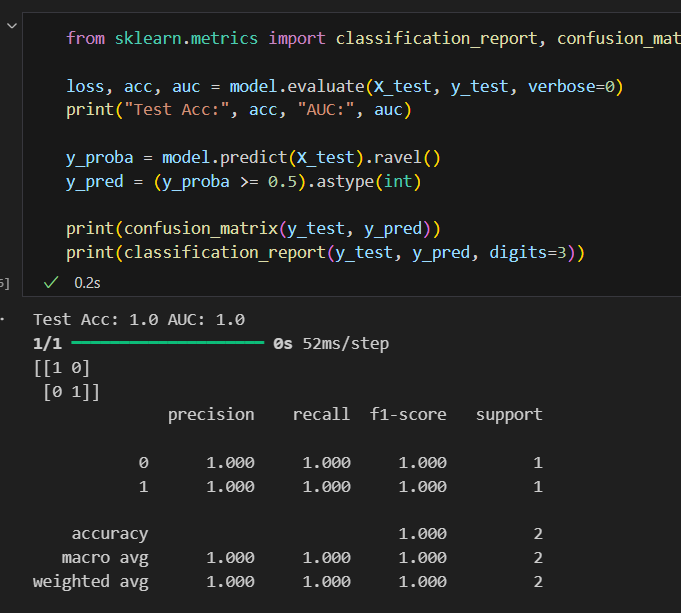 from sklearn.metrics import classification_report, confusion_mat
loss, acc, auc = model.evaluate(X_test, y_test, verbose=0)
print("Test Acc:", acc, "AUC:", auc)
y_proba = model.predict(X_test).ravel()
y_pred = (y_proba >= 0.5).astype(int)
print(confusion_matrix(y_test, y_pred))
print(classification_report(y_test, y_pred, digits=3))
0.2s
Test Acc: 1.0 AUC: 1.0
1/1 0s 52ms/step
[[1 0]
[0 1]]
precision recall f1-score support
0 1.000 1.000 1.000 1
1 1.000 1.000 1.000 1
accuracy 1.000 2
macro avg 1.000 1.000 1.000 2
weighted avg 1.000 1.000 1.000 2